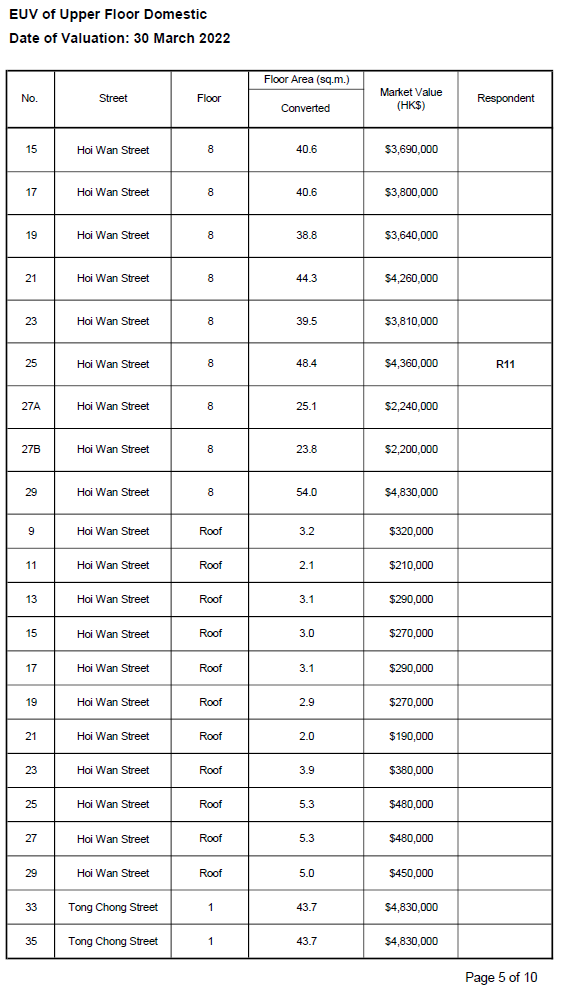 EUV of Upper Floor Domestic
Date of Valuation: 30 March 2022
No. Street Floor Floor Area (sq.m.) Converted Market Value (HK$) Respondent
15 Hoi Wan Street 8 40.6 $3,690,000
17 Hoi Wan Street 8 40.6 $3,800,000
19 Hoi Wan Street 8 38.8 $3,640,000
21 Hoi Wan Street 8 44.3 $4,260,000
23 Hoi Wan Street 8 39.5 $3,810,000
25 Hoi Wan Street 8 48.4 $4,360,000 R11
27A Hoi Wan Street 8 25.1 $2,240,000
27B Hoi Wan Street 8 23.8 $2,200,000
29 Hoi Wan Street 8 54.0 $4,830,000
9 Hoi Wan Street Roof 3.2 $320,000
11 Hoi Wan Street Roof 2.1 $210,000
13 Hoi Wan Street Roof 3.1 $290,000
15 Hoi Wan Street Roof 3.0 $270,000
17 Hoi Wan Street Roof 3.1 $290,000
19 Hoi Wan Street Roof 2.9 $270,000
21 Hoi Wan Street Roof 2.0 $190,000
23 Hoi Wan Street Roof 3.9 $380,000
25 Hoi Wan Street Roof 5.3 $480,000
27 Hoi Wan Street Roof 5.3 $480,000
29 Hoi Wan Street Roof 5.0 $450,000
33 Tong Chong Street 1 43.7 $4,830,000
35 Tong Chong Street 1 43.7 $4,830,000
Page 5 of 10